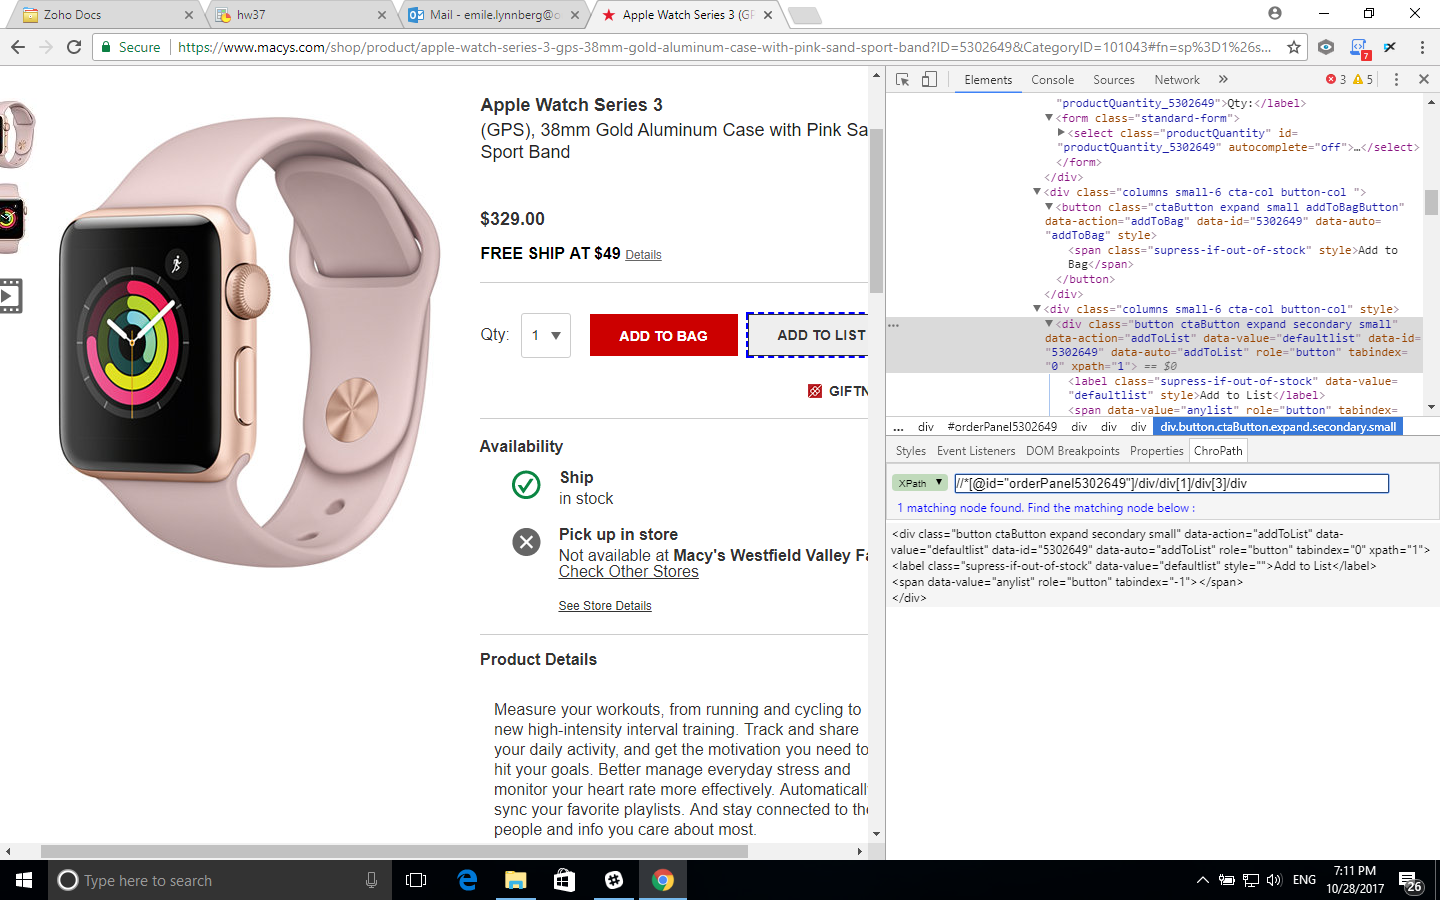 Zoho Docs
hw37
Mail - emile.lynnberg@o
Apple Watch Series 3 (GP
Secure
https://www.macys.com/shop/product/apple-watch-series-3-gps-38mm-gold-aluminum-case-with-pink-sand-sport-band?ID=5302649&CategoryID=101043#fn=sp%3D1%26s...
7
Apple Watch Series 3
(GPS), 38mm Gold Aluminum Case with Pink Sa
Sport Band
$329.00
FREE SHIP AT $49 Details
Qty:
1
ADD TO BAG
ADD TO LIST
GIFTN
Availability
Ship
in stock
Pick up in store
Not available at Macy's Westfield Valley Fa
Check Other Stores
See Store Details
Product Details
Measure your workouts, from running and cycling to
new high-intensity interval training. Track and share
your daily activity, and get the motivation you need to
hit your goals. Better manage everyday stress and
monitor your heart rate more effectively. Automaticall
sync your favorite playlists. And stay connected to the
people and info you care about most.
Elements Console Sources Network » 3 5
"productQuantity_5302649">Qty:</label>
<form class="standard-form">
<select class="productQuantity" id=
"productQuantity_5302649" autocomplete="off">…</select>
</form>
</div>
<div class="columns small-6 cta-col button-col ">
<button class="ctaButton expand small addToBagButton"
data-action="addToBag" data-id="5302649" data-auto=
"addToBag" style>
<span class="supress-if-out-of-stock" style>Add to
Bag</span>
</button>
</div>
<div class="columns small-6 cta-col button-col" style>
<div class="button ctaButton expand secondary small"
data-action="addToList" data-value="defaultlist" data-id=
"5302649" data-auto="addToList" role="button" tabindex=
"0" xpath="1"> == $0
<label class="supress-if-out-of-stock" data-value=
"defaultlist" style>Add to List</label>
<span data-value="anylist" role="button" tabindex=
... div #orderPanel5302649 div div div div.button.ctaButton.expand.secondary.small
Styles Event Listeners DOM Breakpoints Properties ChroPath
XPath
//*[@id="orderPanel5302649"]/div/div[1]/div[3]/div
1 matching node found. Find the matching node below :
<div class="button ctaButton expand secondary small" data-action="addToList" data-
value="defaultlist" data-id="5302649" data-auto="addToList" role="button" tabindex="0" xpath="1">
<label class="supress-if-out-of-stock" data-value="defaultlist" style="">Add to List</label>
<span data-value="anylist" role="button" tabindex="-1"></span>
</div>
Type here to search
ENG
7:11 PM
10/28/2017
26